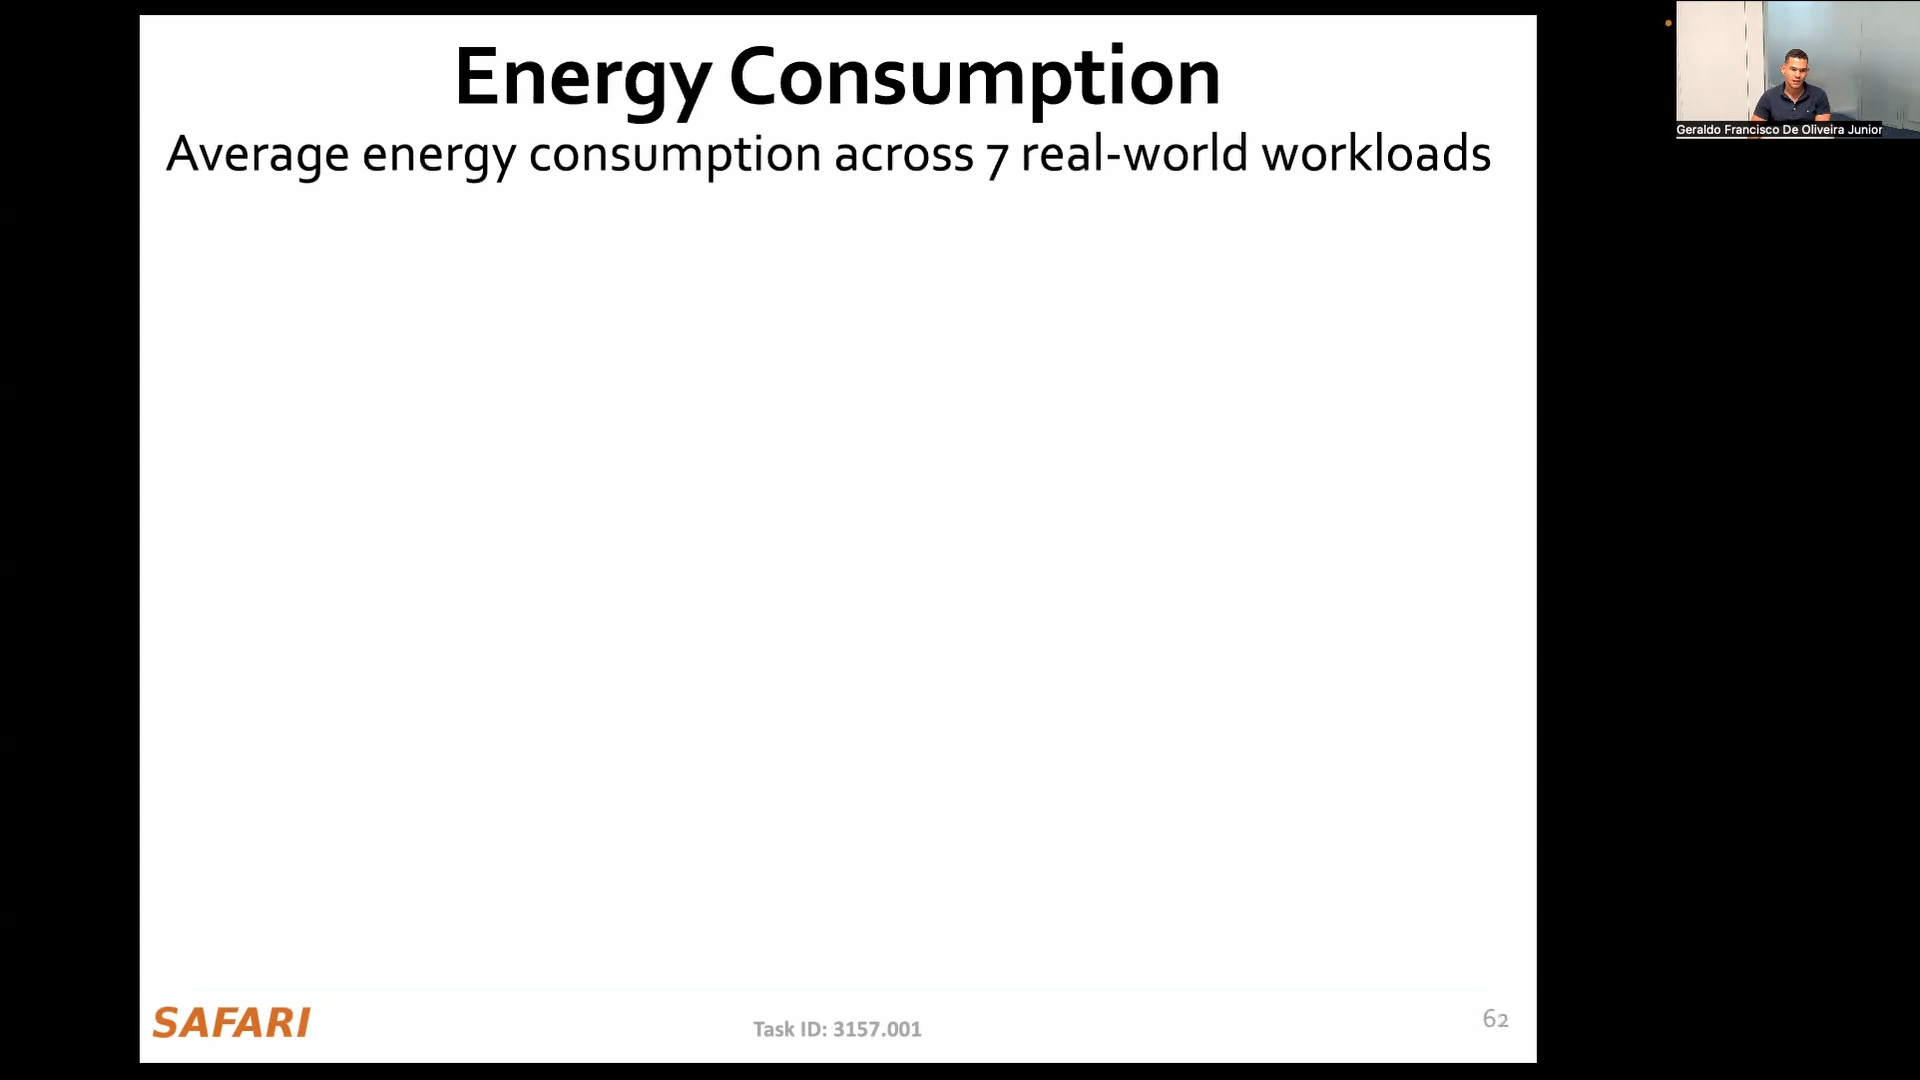 Energy Consumption
Average energy consumption across 7 real-world workloads
Geraldo Francisco De Oliveira Junior
SAFARI
Task ID: 3157.001
62